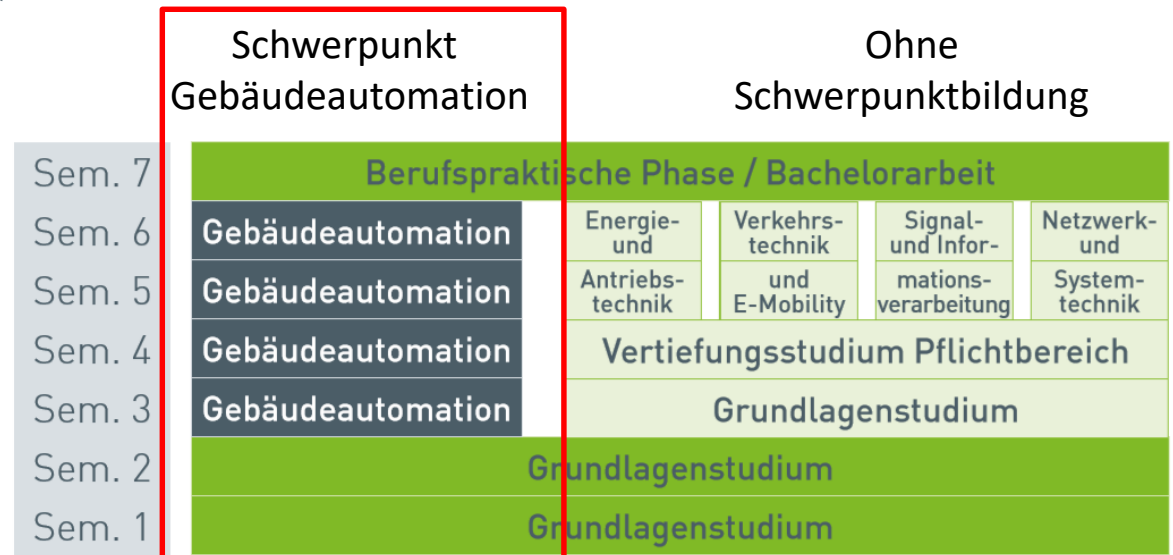 Schwerpunkt
Gebäudeautomation
Ohne
Schwerpunktbildung
Sem. 7
Berufspraktische Phase / Bachelorarbeit
Sem. 6
Gebäudeautomation
Energie-
und
Verkehrs-
technik
Signal-
und Infor-
Netzwerk-
und
Sem. 5
Gebäudeautomation
Antriebs-
technik
und
E-Mobility
mations-
verarbeitung
System-
technik
Sem. 4
Gebäudeautomation
Vertiefungsstudium Pflichtbereich
Sem. 3
Gebäudeautomation
Grundlagenstudium
Sem. 2
Grundlagenstudium
Sem. 1
Grundlagenstudium